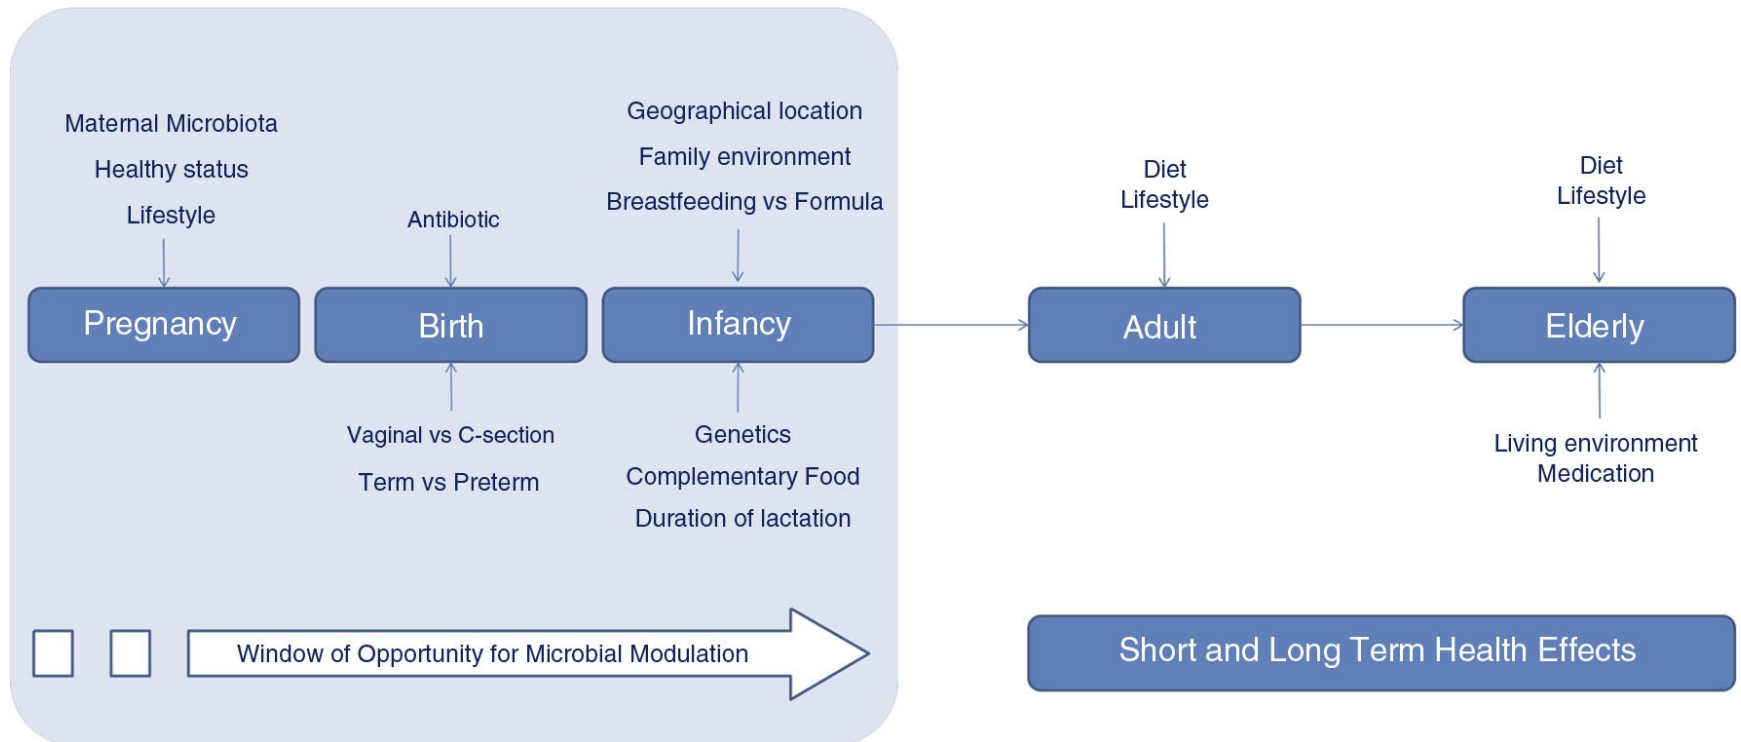 Maternal Microbiota
Healthy status
Lifestyle
Antibiotic
Geographical location
Family environment
Breastfeeding vs Formula
Diet
Lifestyle
Diet
Lifestyle
Pregnancy
Birth
Infancy
Adult
Elderly
Vaginal vs C-section
Term vs Preterm
Genetics
Complementary Food
Duration of lactation
Living environment
Medication
Window of Opportunity for Microbial Modulation
Short and Long Term Health Effects